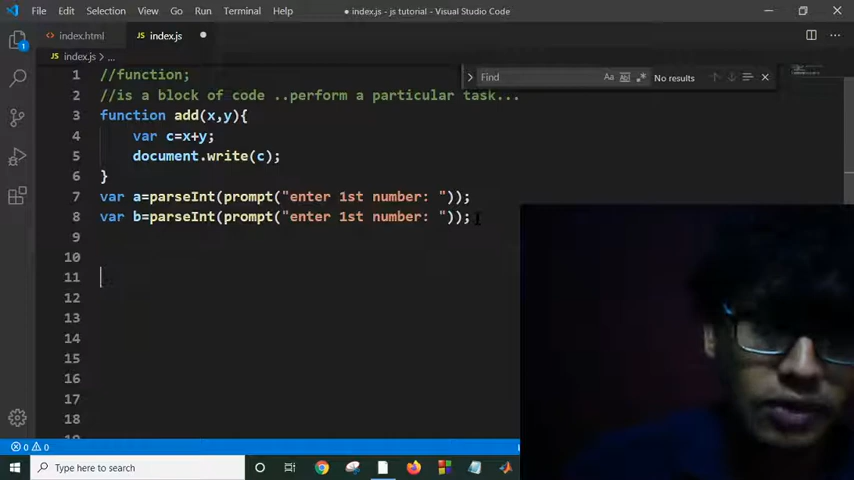 File Edit Selection View Go Run Terminal Help ● index.js - js tutorial - Visual Studio Code
index.html index.js ●
index.js > ...
Find Aa ab .* No results
1 //function;
2 //is a block of code ..perform a particular task...
3 function add(x,y){
4 var c=x+y;
5 document.write(c);
6 }
7 var a=parseInt(prompt("enter 1st number: "));
8 var b=parseInt(prompt("enter 1st number: "));
9
10
11
12
13
14
15
16
17
18
0 0
Type here to search
1